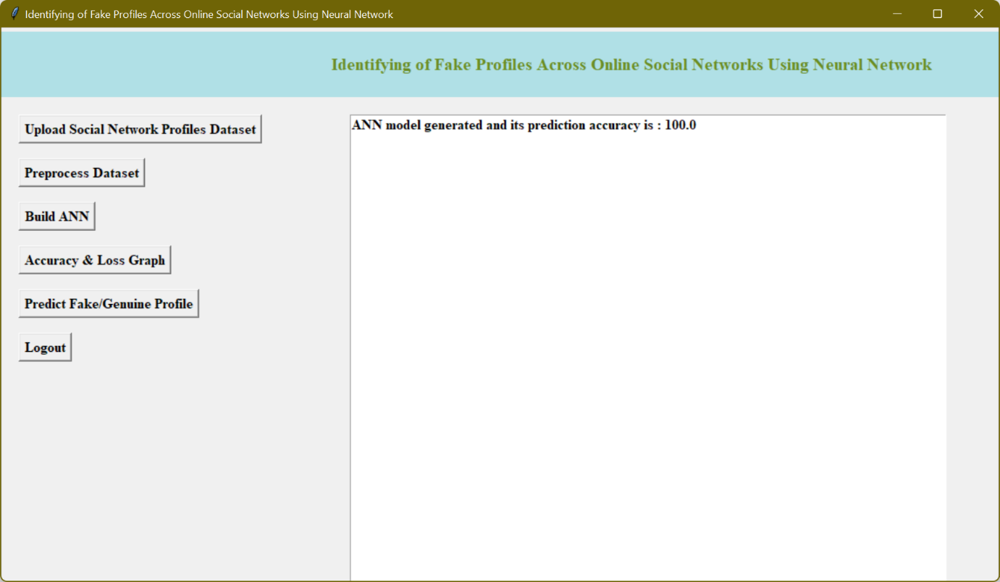 Identifying of Fake Profiles Across Online Social Networks Using Neural Network
Identifying of Fake Profiles Across Online Social Networks Using Neural Network
Upload Social Network Profiles Dataset
ANN model generated and its prediction accuracy is : 100.0
Preprocess Dataset
Build ANN
Accuracy & Loss Graph
Predict Fake/Genuine Profile
Logout